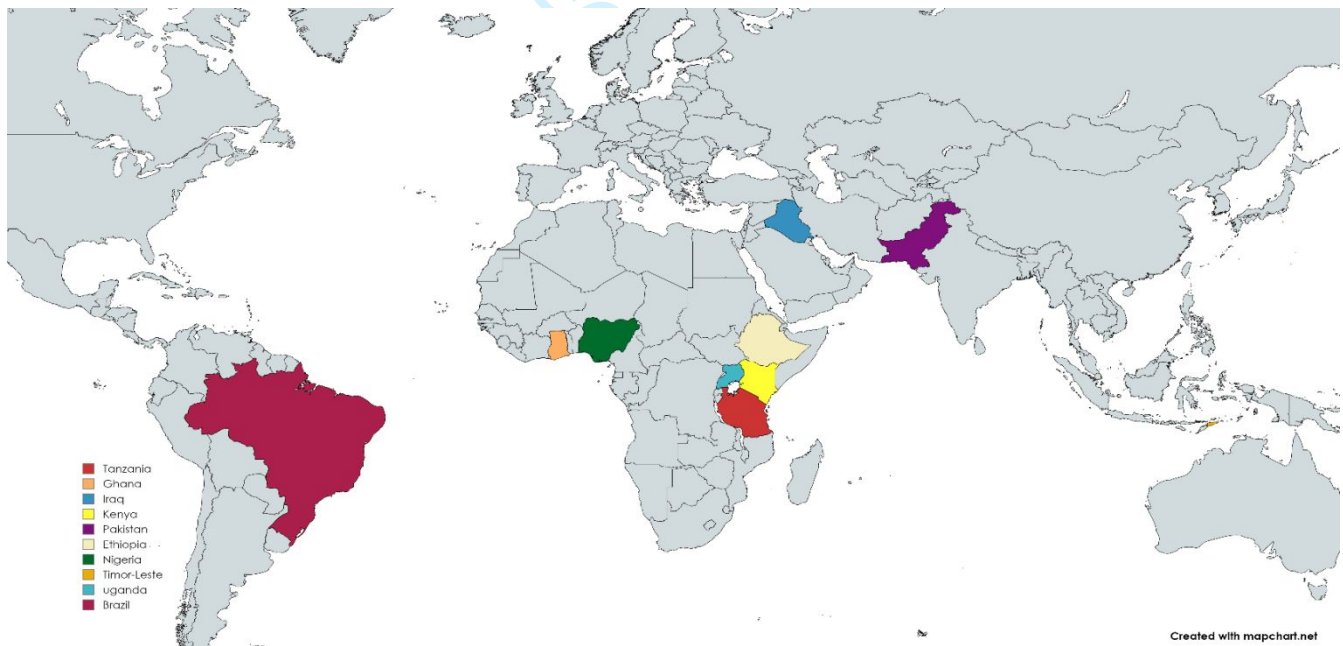 Tanzania
Ghana
Iraq
Kenya
Pakistan
Ethiopia
Nigeria
Timor-Leste
uganda
Brazil
Created with mapchart.net